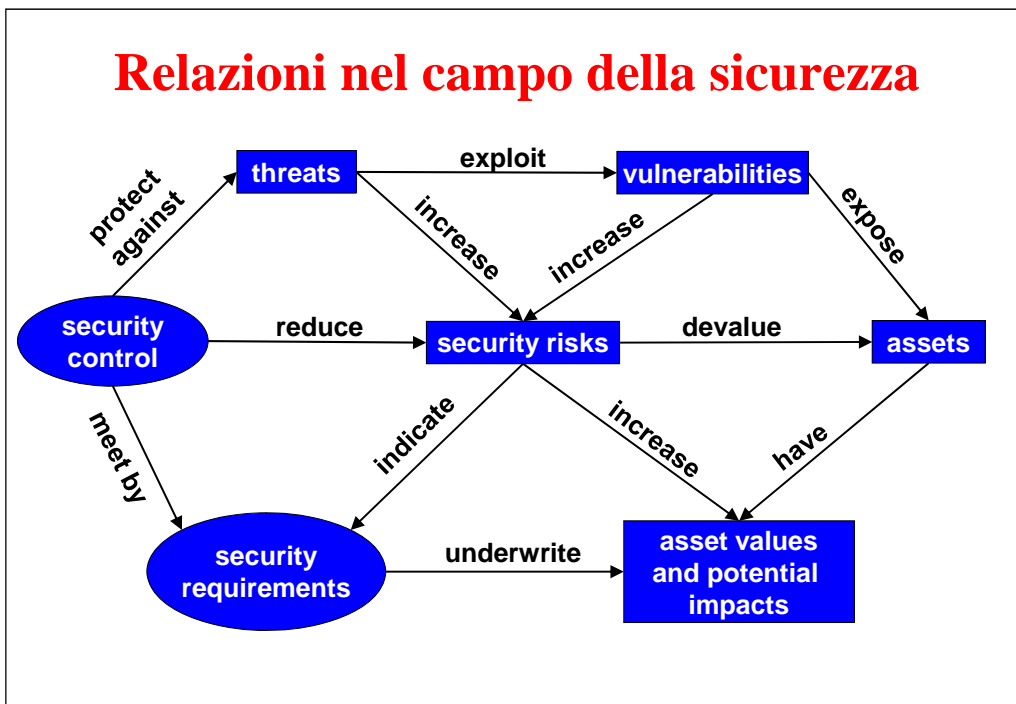 Relazioni nel campo della sicurezza
threats
exploit
vulnerabilities
protect
against
increase
increase
expose
security
control
reduce
security risks
devalue
assets
meet by
indicate
increase
have
security
requirements
underwrite
asset values
and potential
impacts